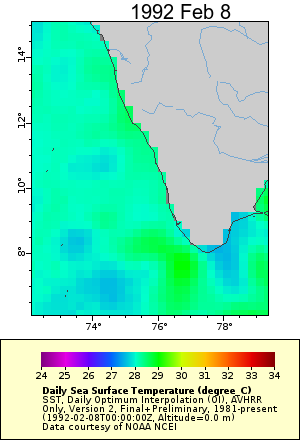 1992 Feb 8
14°
12°
10°
8°
74°
76°
78°
24 25 26 27 28 29 30 31 32 33 34
Daily Sea Surface Temperature (degree_C)
SST, Daily Optimum Interpolation (OI), AVHRR
Only, Version 2, Final+Preliminary, 1981-present
(1992-02-08T00:00:00Z, Altitude=0.0 m)
Data courtesy of NOAA NCEI